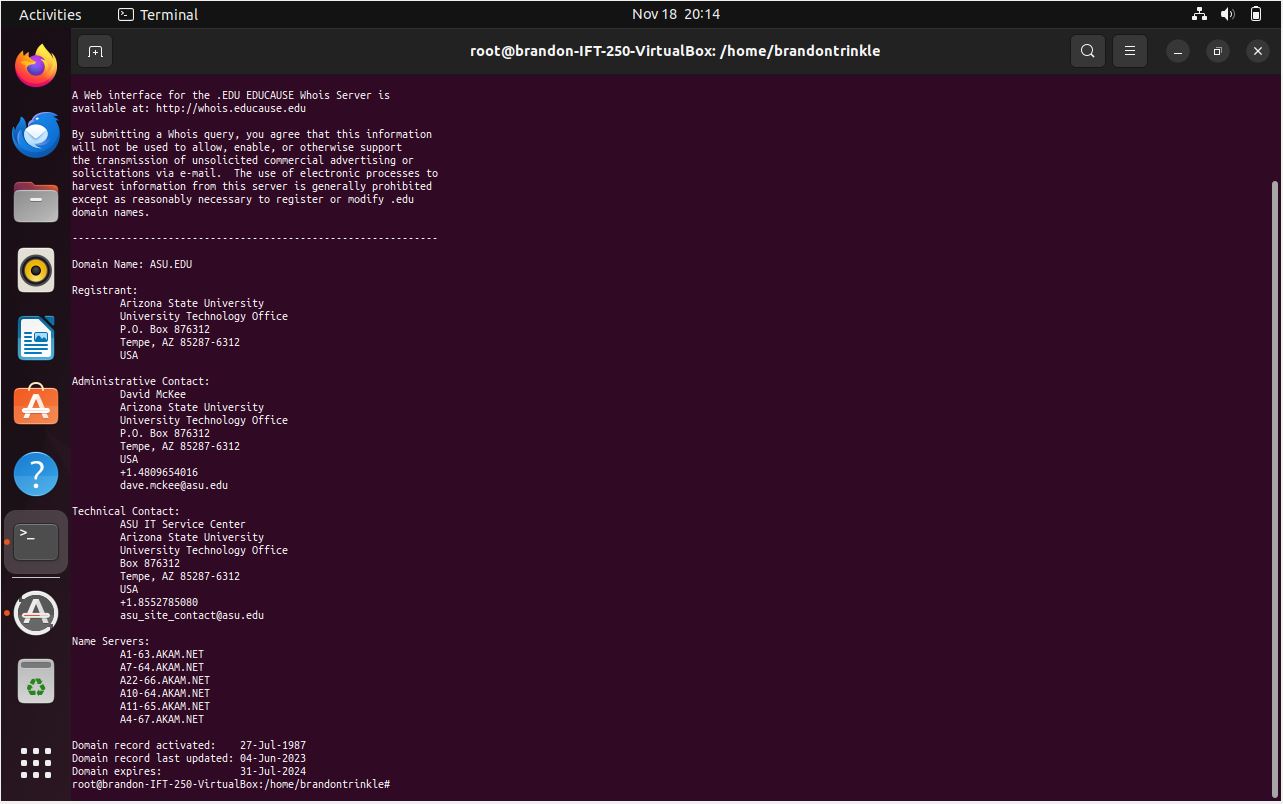 Activities Terminal Nov 18 20:14
root@brandon-IFT-250-VirtualBox: /home/brandontrinkle
A Web interface for the .EDU EDUCAUSE Whois Server is
available at: http://whois.educause.edu
By submitting a Whois query, you agree that this information
will not be used to allow, enable, or otherwise support
the transmission of unsolicited commercial advertising or
solicitations via e-mail.  The use of electronic processes to
harvest information from this server is generally prohibited
except as reasonably necessary to register or modify .edu
domain names.
-------------------------------------------------------------
Domain Name: ASU.EDU
Registrant:
Arizona State University
University Technology Office
P.O. Box 876312
Tempe, AZ 85287-6312
USA
Administrative Contact:
David McKee
Arizona State University
University Technology Office
P.O. Box 876312
Tempe, AZ 85287-6312
USA
+1.4809654016
dave.mckee@asu.edu
Technical Contact:
ASU IT Service Center
Arizona State University
University Technology Office
Box 876312
Tempe, AZ 85287-6312
USA
+1.8552785080
asu_site_contact@asu.edu
Name Servers:
A1-63.AKAM.NET
A7-64.AKAM.NET
A22-66.AKAM.NET
A10-64.AKAM.NET
A11-65.AKAM.NET
A4-67.AKAM.NET
Domain record activated:    27-Jul-1987
Domain record last updated: 04-Jun-2023
Domain expires:             31-Jul-2024
root@brandon-IFT-250-VirtualBox:/home/brandontrinkle#